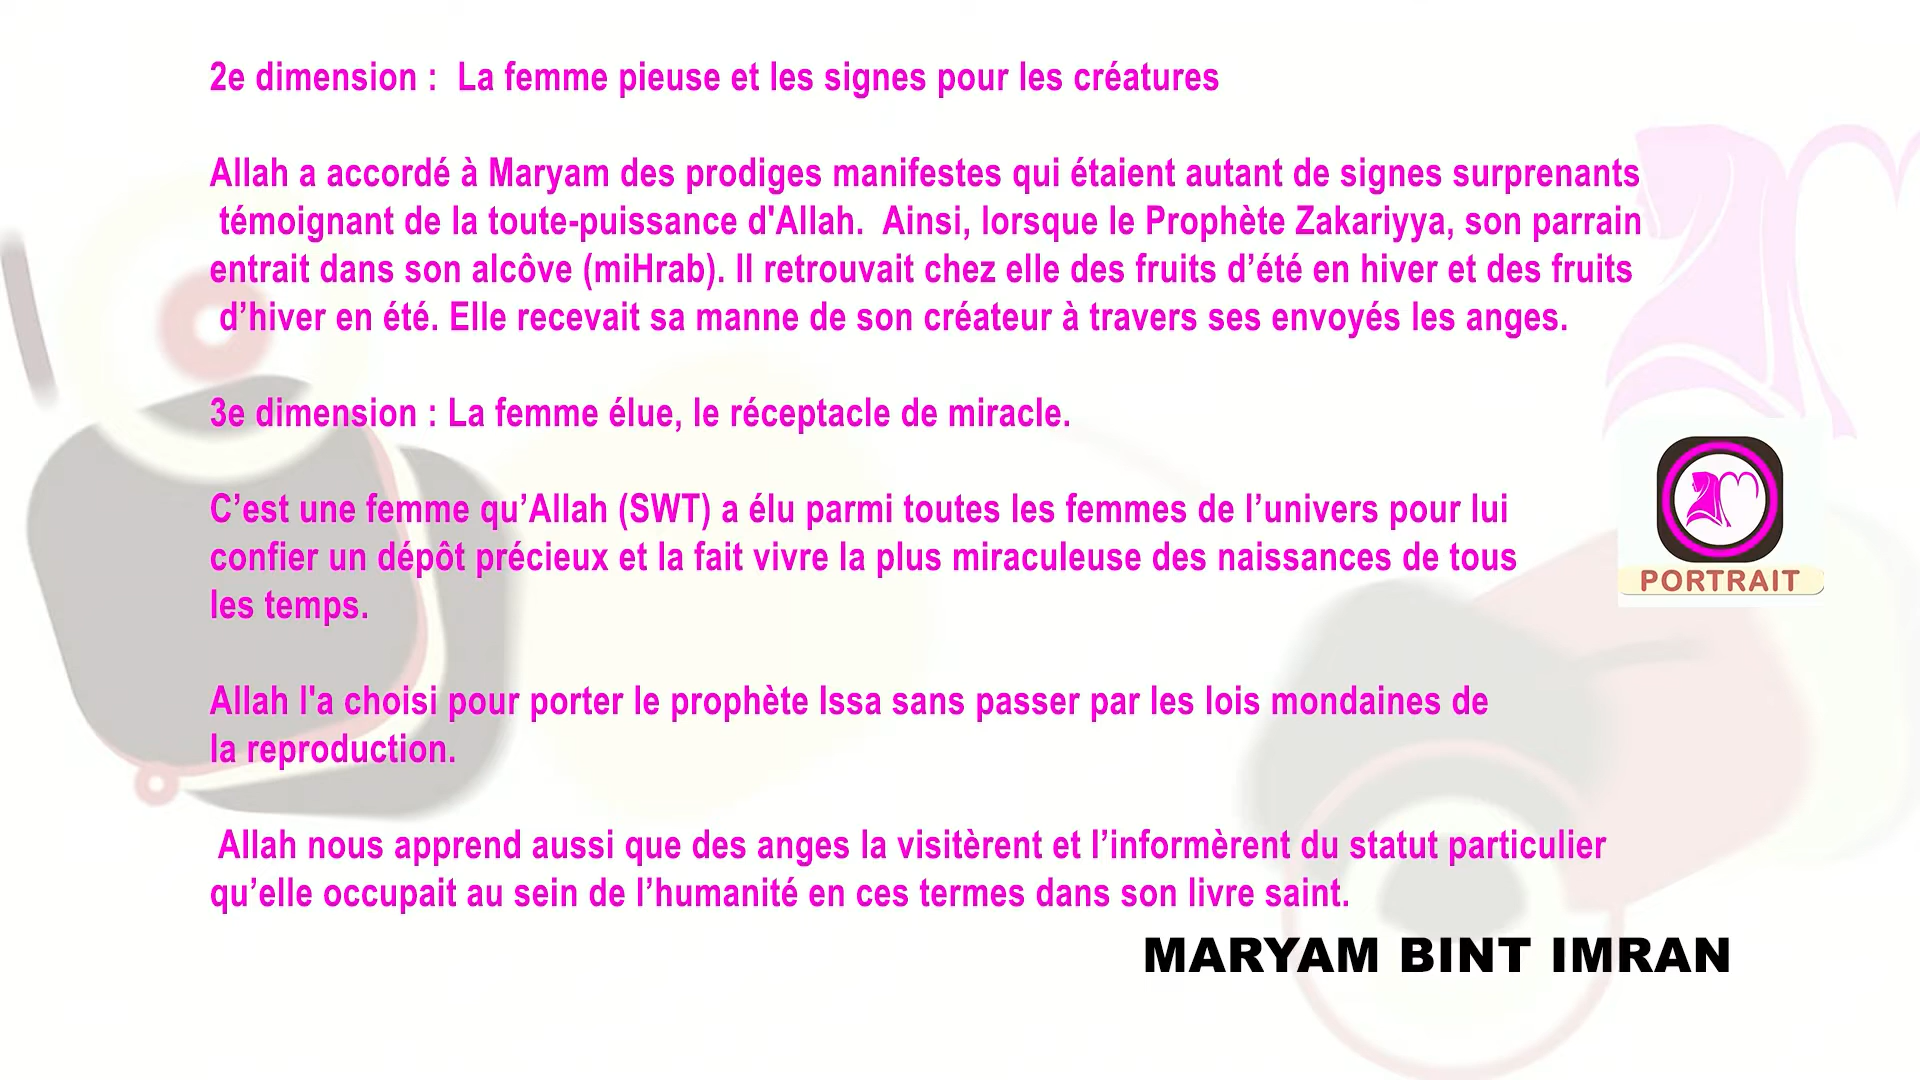 2e dimension :  La femme pieuse et les signes pour les créatures
Allah a accordé à Maryam des prodiges manifestes qui étaient autant de signes surprenants
témoignant de la toute-puissance d'Allah.  Ainsi, lorsque le Prophète Zakariyya, son parrain
entrait dans son alcôve (miHrab). Il retrouvait chez elle des fruits d’été en hiver et des fruits
d’hiver en été. Elle recevait sa manne de son créateur à travers ses envoyés les anges.
3e dimension : La femme élue, le réceptacle de miracle.
C’est une femme qu’Allah (SWT) a élu parmi toutes les femmes de l’univers pour lui
confier un dépôt précieux et la fait vivre la plus miraculeuse des naissances de tous
les temps.
Allah l'a choisi pour porter le prophète Issa sans passer par les lois mondaines de
la reproduction.
Allah nous apprend aussi que des anges la visitèrent et l’informèrent du statut particulier
qu’elle occupait au sein de l’humanité en ces termes dans son livre saint.
PORTRAIT
MARYAM BINT IMRAN